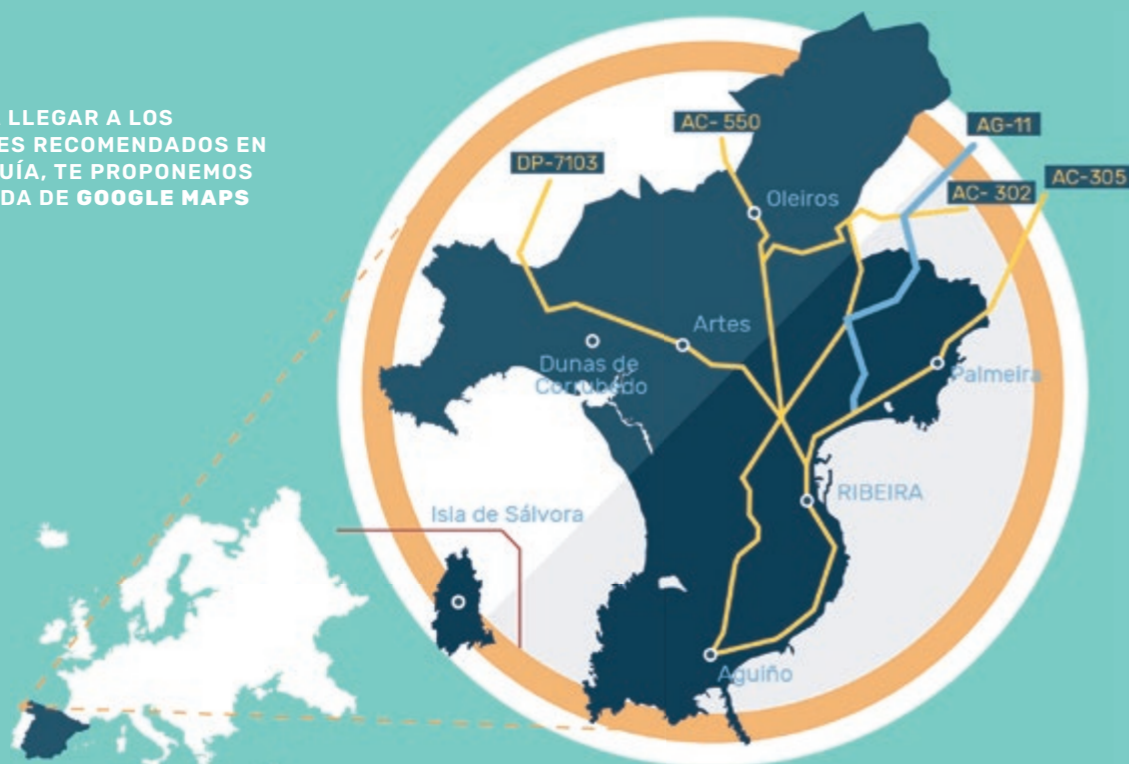 LLEGAR A LOS
ES RECOMENDADOS EN
UÍA, TE PROPONEMOS
DA DE GOOGLE MAPS
AC- 550
AG-11
DP-7103
AC-305
AC- 302
Oleiros
Artes
Dunas de
Corrubedo
Palmeira
RIBEIRA
Isla de Sálvora
Aguiño